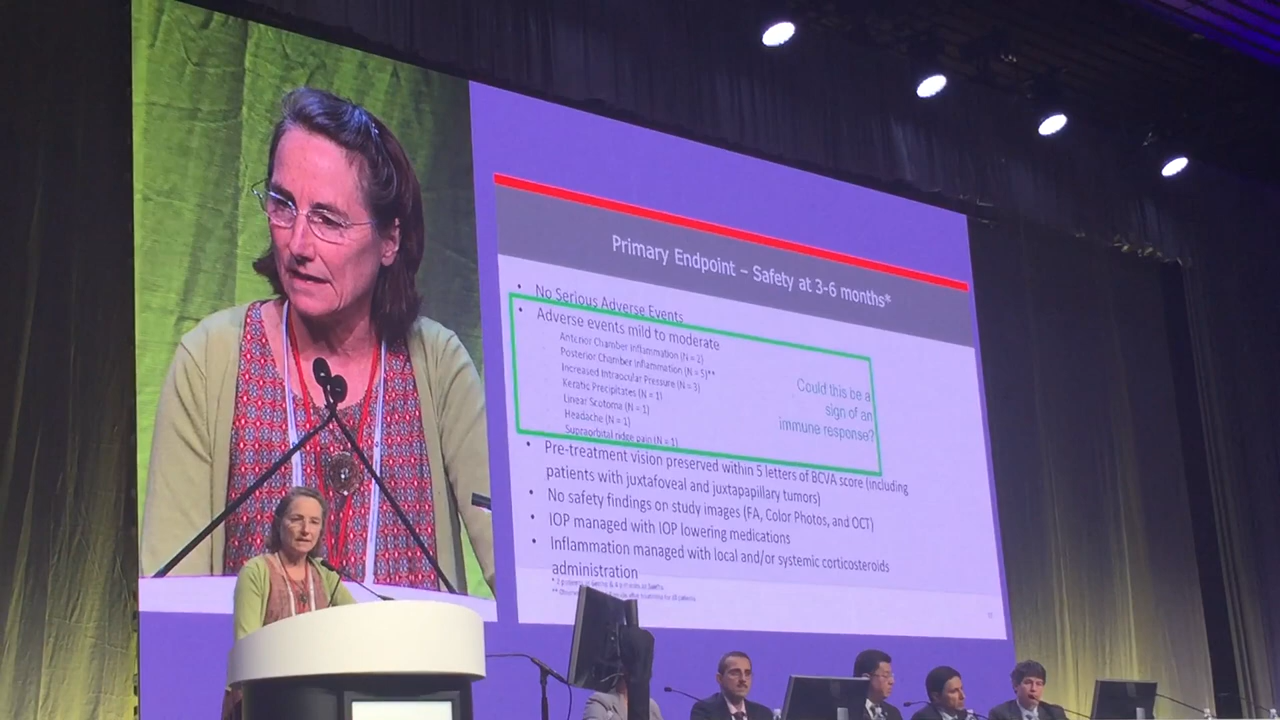 Primary Endpoint – Safety at 3-6 months*
• No Serious Adverse Events
• Adverse events mild to moderate
Anterior Chamber Inflammation (N = 2)
Posterior Chamber Inflammation (N = 5)**
Increased Intraocular Pressure (N = 3)
Keratic Precipitates (N = 1)
Linear Scotoma (N = 1)
Headache (N = 1)
Supraorbital ridge pain (N = 1)
Could this be a
sign of an
immune response?
• Pre-treatment vision preserved within 5 letters of BCVA score (including
patients with juxtafoveal and juxtapapillary tumors)
• No safety findings on study images (FA, Color Photos, and OCT)
• IOP managed with IOP lowering medications
• Inflammation managed with local and/or systemic corticosteroids
administration